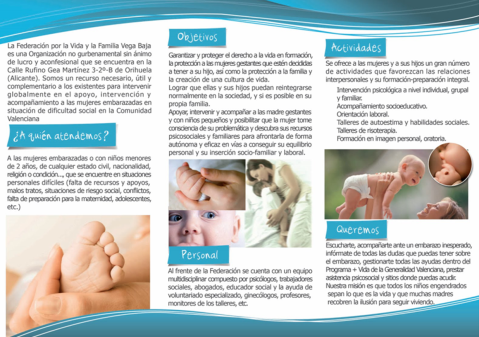 La Federación por la Vida y la Familia Vega Baja
es una Organización no gurbenamental sin ánimo
de lucro y aconfesional que se encuentra en la
Calle Rufino Gea Martínez 3-2º-B de Orihuela
(Alicante). Somos un recurso necesario, útil y
complementario a los existentes para intervenir
globalmente en el apoyo, intervención y
acompañamiento a las mujeres embarazadas en
situación de dificultad social en la Comunidad
Valenciana
¿A quién atendemos?
A las mujeres embarazadas o con niños menores
de 2 años, de cualquier estado civil, nacionalidad,
religión o condición..., que se encuentre en situaciones
personales difíciles (falta de recursos y apoyos,
malos tratos, situaciones de riesgo social, conflictos,
falta de preparación para la maternidad, adolescentes,
etc.)
Objetivos
Garantizar y proteger el derecho a la vida en formación,
la protección a las mujeres gestantes que estén decididas
a tener a su hijo, así como la protección a la familia y
la creación de una cultura de vida.
Lograr que ellas y sus hijos puedan reintegrarse
normalmente en la sociedad, y si es posible en su
propia familia.
Apoyar, intervenir y acompañar a las madre gestantes
y con niños pequeños y posibilitar que la mujer tome
consciencia de su problemática y descubra sus recursos
psicosociales y familiares para afrontarla de forma
autónoma y eficaz en vías a conseguir su equilibrio
personal y su inserción socio-familiar y laboral.
Personal
Al frente de la Federación se cuenta con un equipo
multidisciplinar compuesto por psicólogos, trabajadores
sociales, abogados, educador social y la ayuda de
voluntariado especializado, ginecólogos, profesores,
monitores de los talleres, etc.
Actividades
Se ofrece a las mujeres y a sus hijos un gran número
de actividades que favorezcan las relaciones
interpersonales y su formación-preparación integral.
Intervención psicológica a nivel individual, grupal
y familiar.
Acompañamiento socioeducativo.
Orientación laboral.
Talleres de autoestima y habilidades sociales.
Talleres de risoterapia.
Formación en imagen personal, oratoria.
Queremos
Escucharte, acompañarte ante un embarazo inesperado,
infórmate de todas las dudas que puedas tener sobre
el embarazo, gestionarte todas las ayudas dentro del
Programa + Vida de la Generalidad Valenciana, prestar
asitencia psicosocial y sitios donde puedas acudir.
Nuestra misión es que todos los niños engendrados
sepan lo que es la vida y que muchas madres
recobren la ilusión para seguir viviendo.